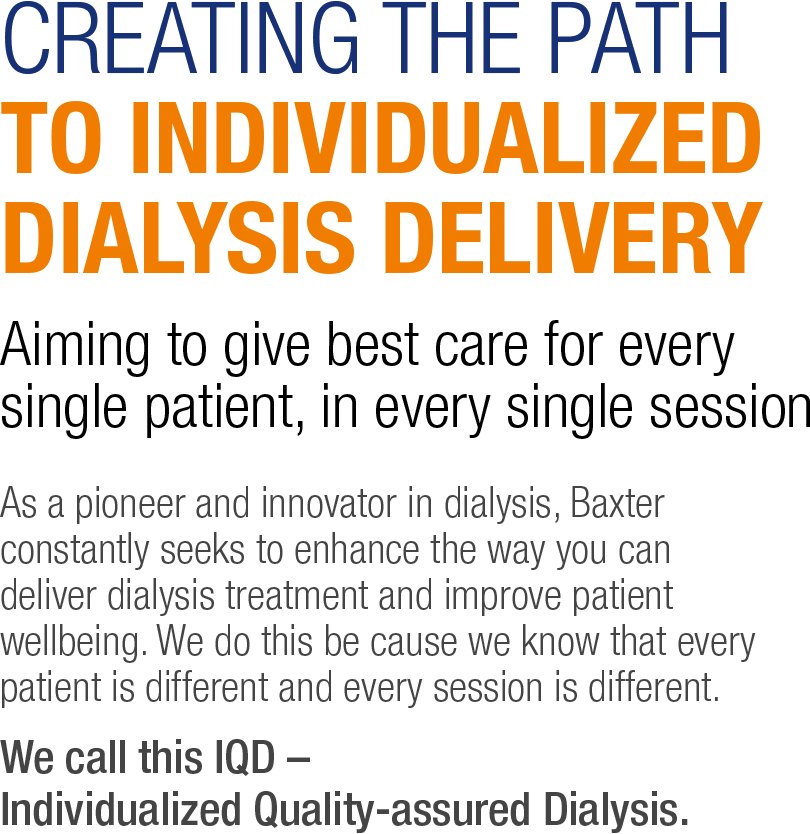 CREATING THE PATH
TO INDIVIDUALIZED
DIALYSIS DELIVERY
Aiming to give best care for every
single patient, in every single session
As a pioneer and innovator in dialysis, Baxter
constantly seeks to enhance the way you can
deliver dialysis treatment and improve patient
wellbeing. We do this be cause we know that every
patient is different and every session is different.
We call this IQD –
Individualized Quality-assured Dialysis.